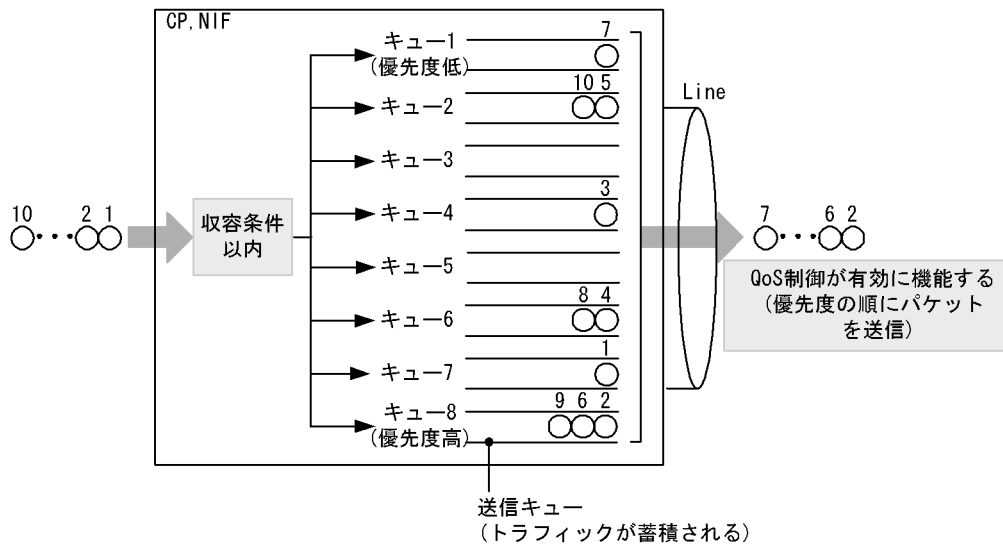 CP,NIF
キュー1
(優先度低)
7
キュー2
10 5
キュー3
キュー4
3
キュー5
キュー6
8 4
キュー7
1
キュー8
(優先度高)
9 6 2
10 ・・・ 2 1
収容条件
以内
Line
7 ・・・ 6 2
QoS制御が有効に機能する
(優先度の順にパケット
を送信)
送信キュー
(トラフィックが蓄積される)